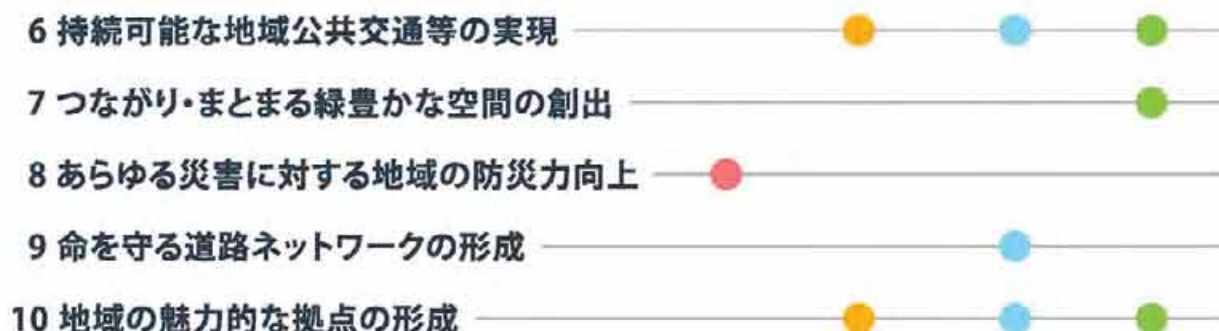 6 持続可能な地域公共交通等の実現
7 つながり・まとまる緑豊かな空間の創出
8 あらゆる災害に対する地域の防災力向上
9 命を守る道路ネットワークの形成
10 地域の魅力的な拠点の形成